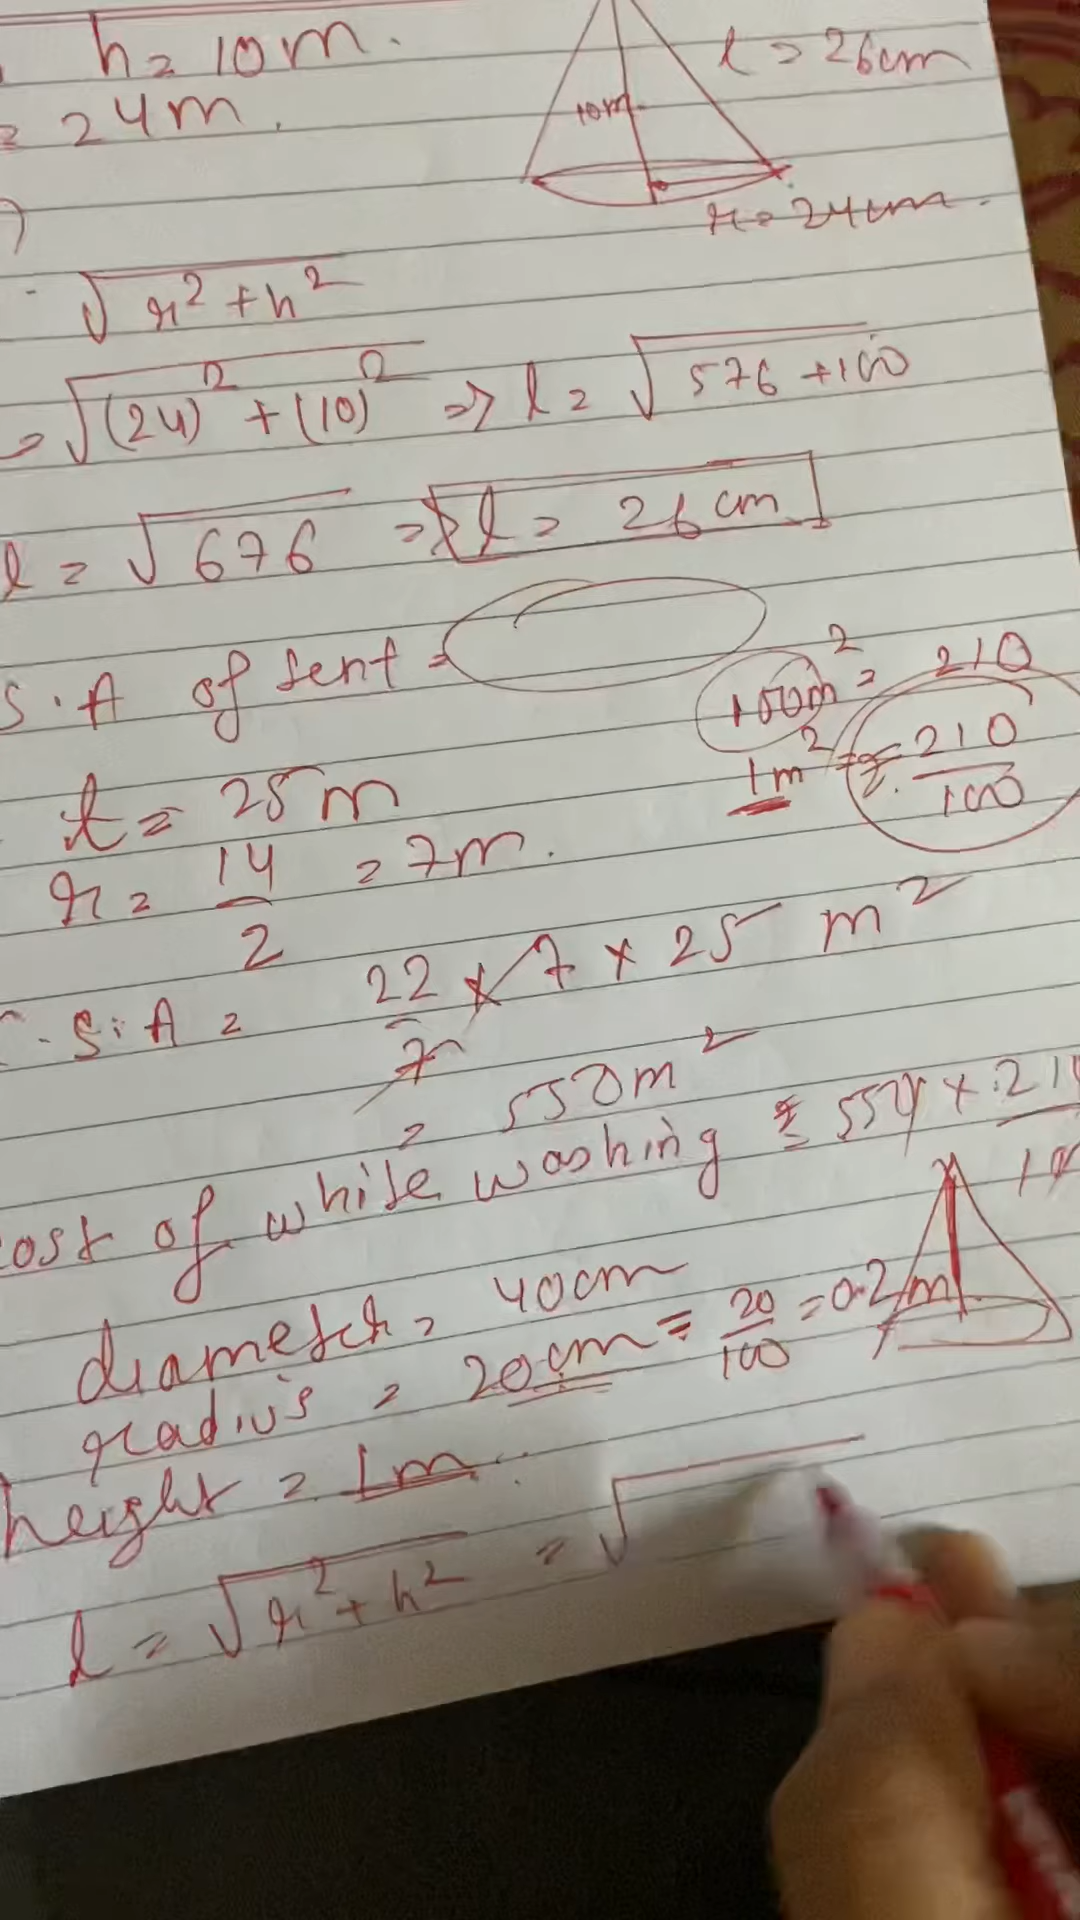 h = 10m.
= 24m.
l = 26cm
10m
r = 24cm.
√r² + h²
= √(24)² + (10)² => l = √576 + 100
l = √676 => l = 26cm
S.A of tent =
100m² = 210
1m² = ₹ 210/100
l = 25m
r = 14/2 = 7m.
C.S.A = 22/7 × 7 × 25 m²
= 550m²
cost of white washing = 550 × 210/100
diameter = 40cm
radius = 20cm = 20/100 = 0.2m
height = 1m
l = √r² + h² = √